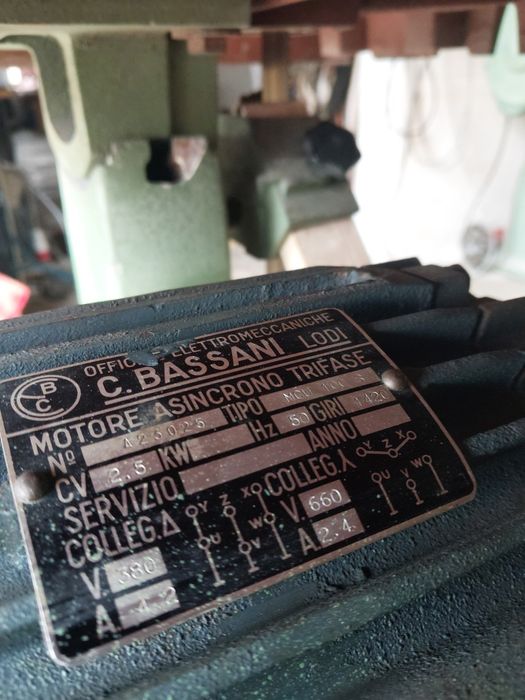 B
C
OFFICINE ELETTROMECCANICHE
C. BASSANI LODI
MOTORE ASINCRONO TRIFASE
Nº 423025 TIPO
CV 2.5 KW Hz 50 GIRI 1420
SERVIZIO ANNO
COLLEG. Δ Y Z X COLLEG. Y Y Z X
U V W U V W
V. 380 V. 660
A. 4.2 A. 2.4